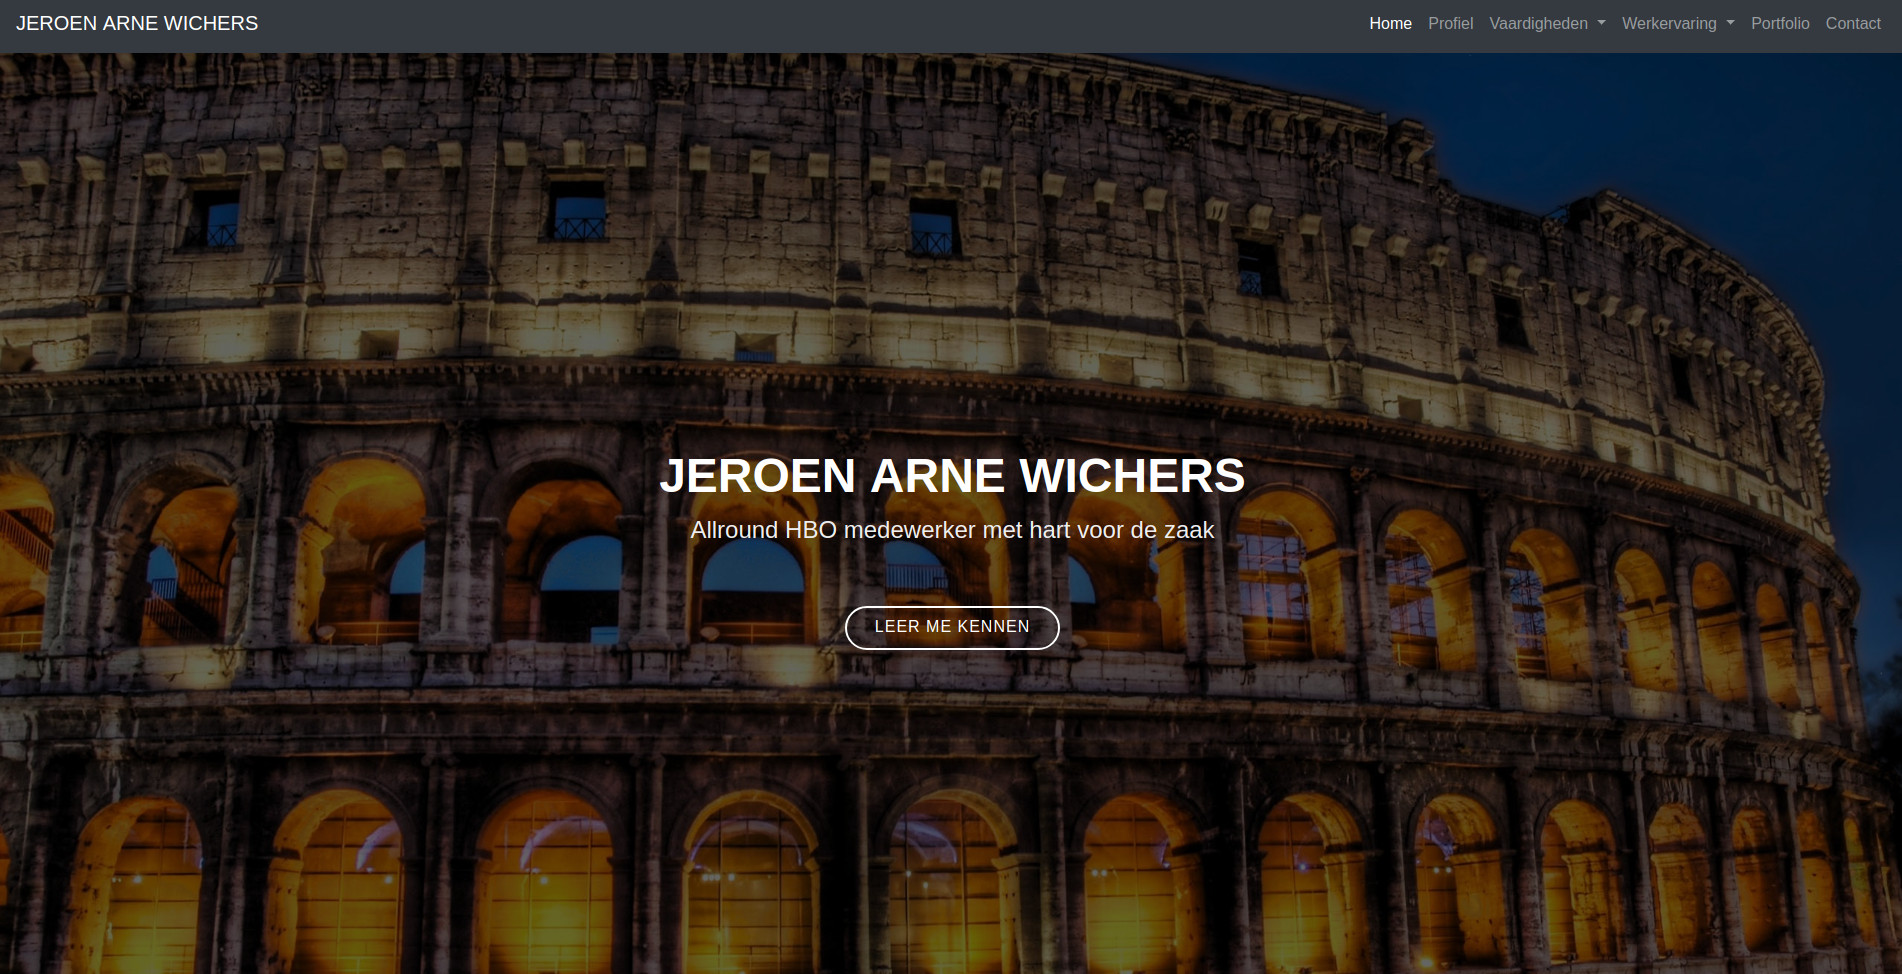 JEROEN ARNE WICHERS
Home Profiel Vaardigheden Werkervaring Portfolio Contact
JEROEN ARNE WICHERS
Allround HBO medewerker met hart voor de zaak
LEER ME KENNEN